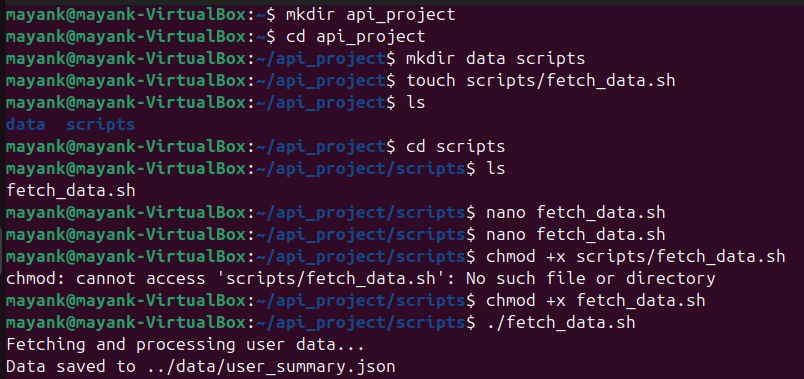 mayank@mayank-VirtualBox:~$ mkdir api_project
mayank@mayank-VirtualBox:~$ cd api_project
mayank@mayank-VirtualBox:~/api_project$ mkdir data scripts
mayank@mayank-VirtualBox:~/api_project$ touch scripts/fetch_data.sh
mayank@mayank-VirtualBox:~/api_project$ ls
data  scripts
mayank@mayank-VirtualBox:~/api_project$ cd scripts
mayank@mayank-VirtualBox:~/api_project/scripts$ ls
fetch_data.sh
mayank@mayank-VirtualBox:~/api_project/scripts$ nano fetch_data.sh
mayank@mayank-VirtualBox:~/api_project/scripts$ nano fetch_data.sh
mayank@mayank-VirtualBox:~/api_project/scripts$ chmod +x scripts/fetch_data.sh
chmod: cannot access 'scripts/fetch_data.sh': No such file or directory
mayank@mayank-VirtualBox:~/api_project/scripts$ chmod +x fetch_data.sh
mayank@mayank-VirtualBox:~/api_project/scripts$ ./fetch_data.sh
Fetching and processing user data...
Data saved to ../data/user_summary.json